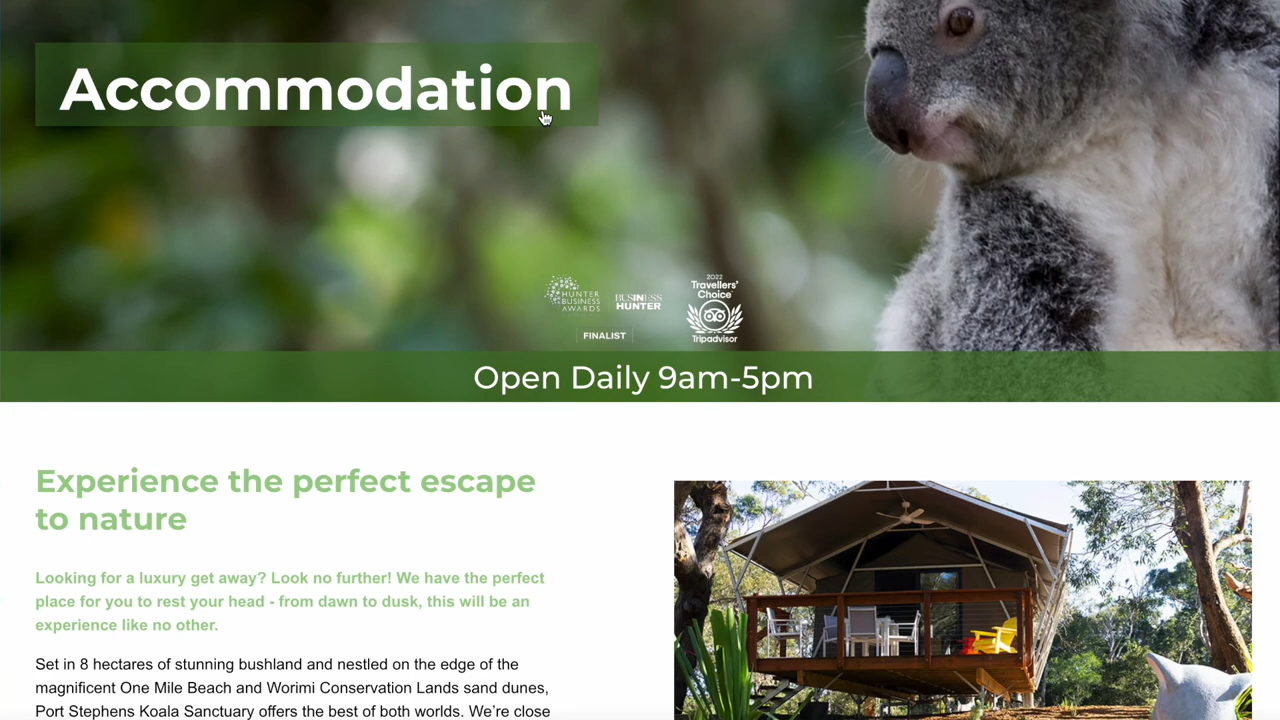 Accommodation
HUNTER
BUSINESS
AWARDS
BUSINESS
HUNTER
FINALIST
2022
Travellers'
Choice
Tripadvisor
Open Daily 9am-5pm
Experience the perfect escape
to nature
Looking for a luxury get away? Look no further! We have the perfect
place for you to rest your head - from dawn to dusk, this will be an
experience like no other.
Set in 8 hectares of stunning bushland and nestled on the edge of the
magnificent One Mile Beach and Worimi Conservation Lands sand dunes,
Port Stephens Koala Sanctuary offers the best of both worlds. We're close